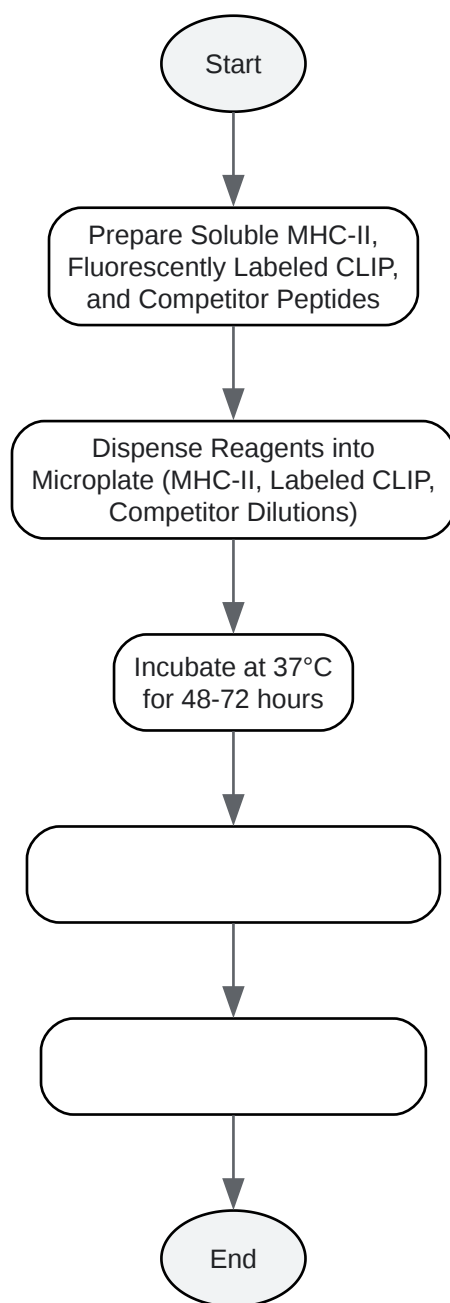 Start
Prepare Soluble MHC-II,
Fluorescently Labeled CLIP,
and Competitor Peptides
Dispense Reagents into
Microplate (MHC-II, Labeled CLIP,
Competitor Dilutions)
Incubate at 37°C
for 48-72 hours
End